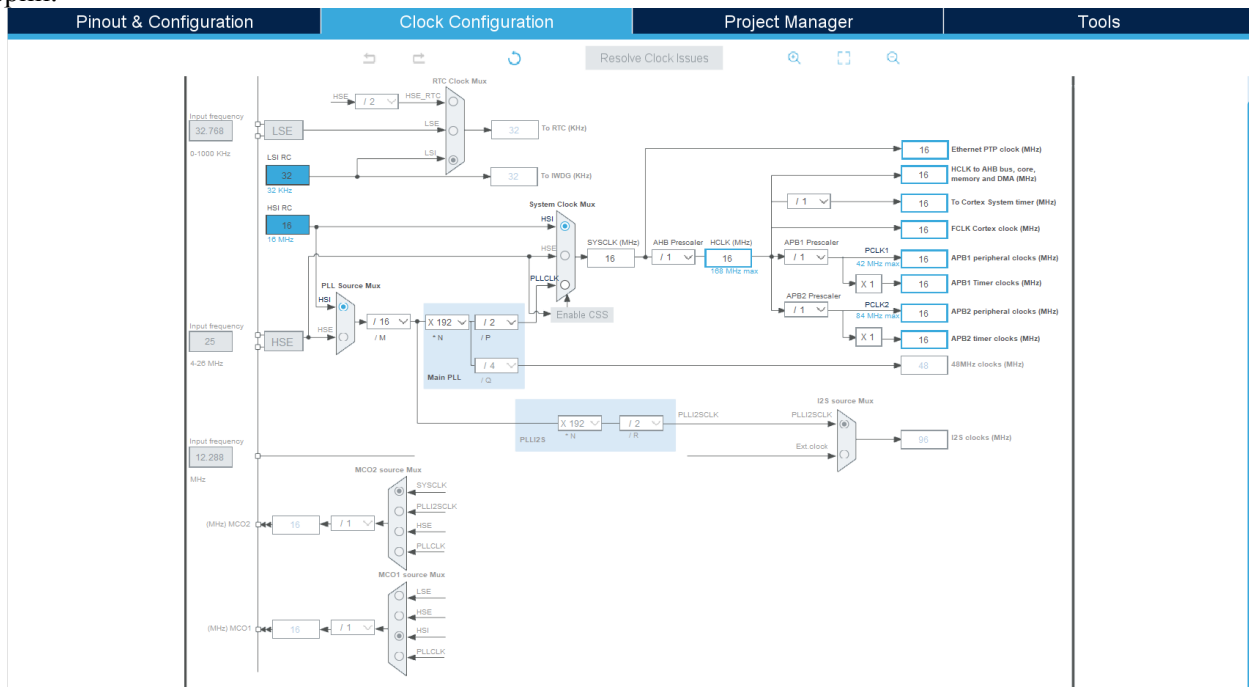 Pinout & Configuration
Clock Configuration
Project Manager
Tools
Resolve Clock Issues
RTC Clock Mux
HSE
/ 2
HSE_RTC
Input frequency
32.768
LSE
LSE
32
To RTC (KHz)
0-1000 KHz
LSI RC
LSI
32
32
To IWDG (KHz)
32 KHz
HSI RC
16
16 MHz
System Clock Mux
HSI
HSE
PLLCLK
SYSCLK (MHz)
16
AHB Prescaler
/ 1
HCLK (MHz)
16
168 MHz max
Enable CSS
16
Ethernet PTP clock (MHz)
16
HCLK to AHB bus, core,
memory and DMA (MHz)
/ 1
16
To Cortex System timer (MHz)
16
FCLK Cortex clock (MHz)
APB1 Prescaler
/ 1
PCLK1
42 MHz max
16
APB1 peripheral clocks (MHz)
X 1
16
APB1 Timer clocks (MHz)
APB2 Prescaler
/ 1
PCLK2
84 MHz max
16
APB2 peripheral clocks (MHz)
X 1
16
APB2 timer clocks (MHz)
48
48MHz clocks (MHz)
PLL Source Mux
HSI
HSE
Input frequency
25
HSE
4-26 MHz
/ 16
/ M
X 192
* N
/ 2
/ P
/ 4
/ Q
Main PLL
X 192
* N
/ 2
/ R
PLLI2S
PLLI2SCLK
I2S source Mux
PLLI2SCLK
Ext.clock
96
I2S clocks (MHz)
Input frequency
12.288
MHz
MCO2 source Mux
SYSCLK
PLLI2SCLK
HSE
PLLCLK
(MHz) MCO2
16
/ 1
MCO1 source Mux
LSE
HSE
HSI
PLLCLK
(MHz) MCO1
16
/ 1